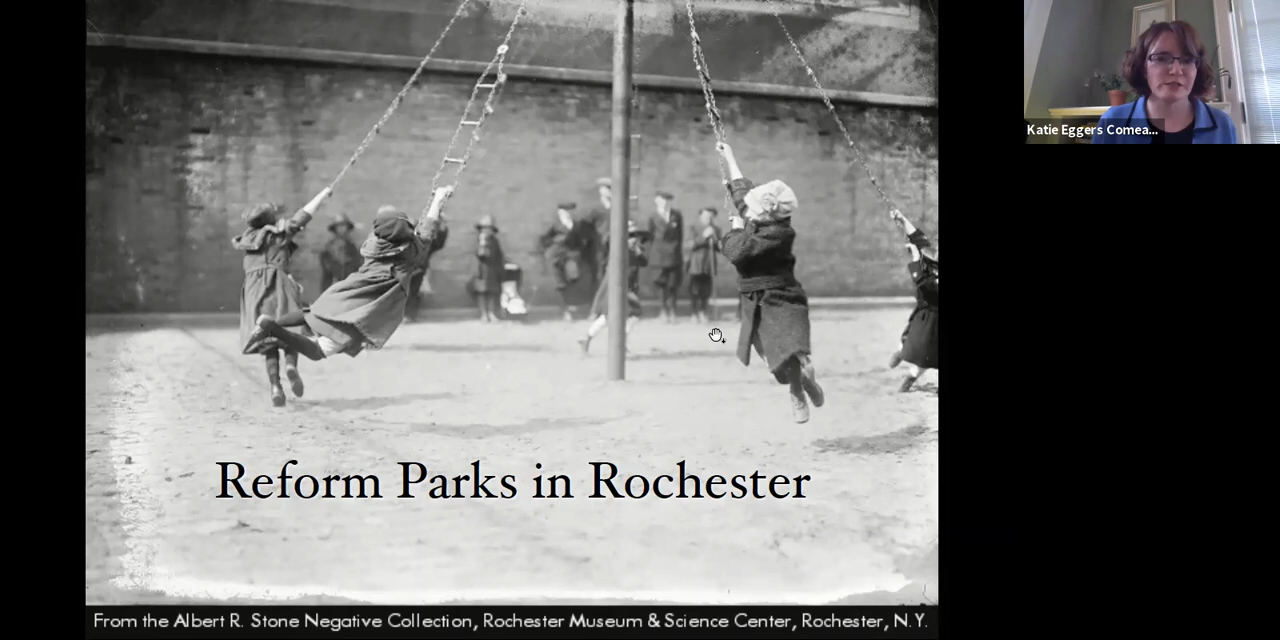 Katie Eggers Comea...
Reform Parks in Rochester
From the Albert R. Stone Negative Collection, Rochester Museum & Science Center, Rochester, N.Y.